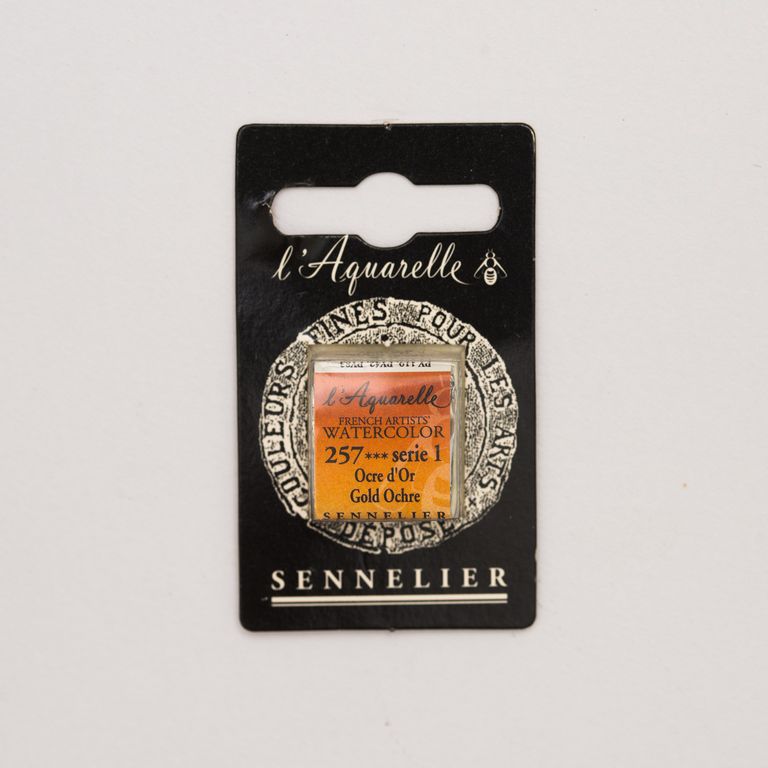 l'Aquarelle
COULEURS FINES POUR LES ARTS
DÉPOSÉ
l'Aquarelle
FRENCH ARTISTS'
WATERCOLOR
257*** serie 1
Ocre d'Or
Gold Ochre
SENNELIER
SENNELIER